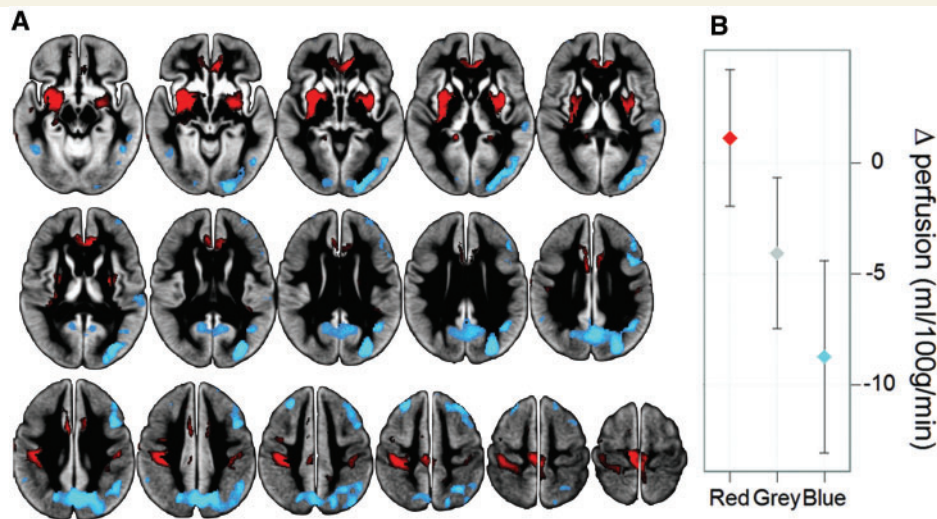 A
B
0
-5
-10
Δ perfusion (ml/100g/min)
Red Grey Blue